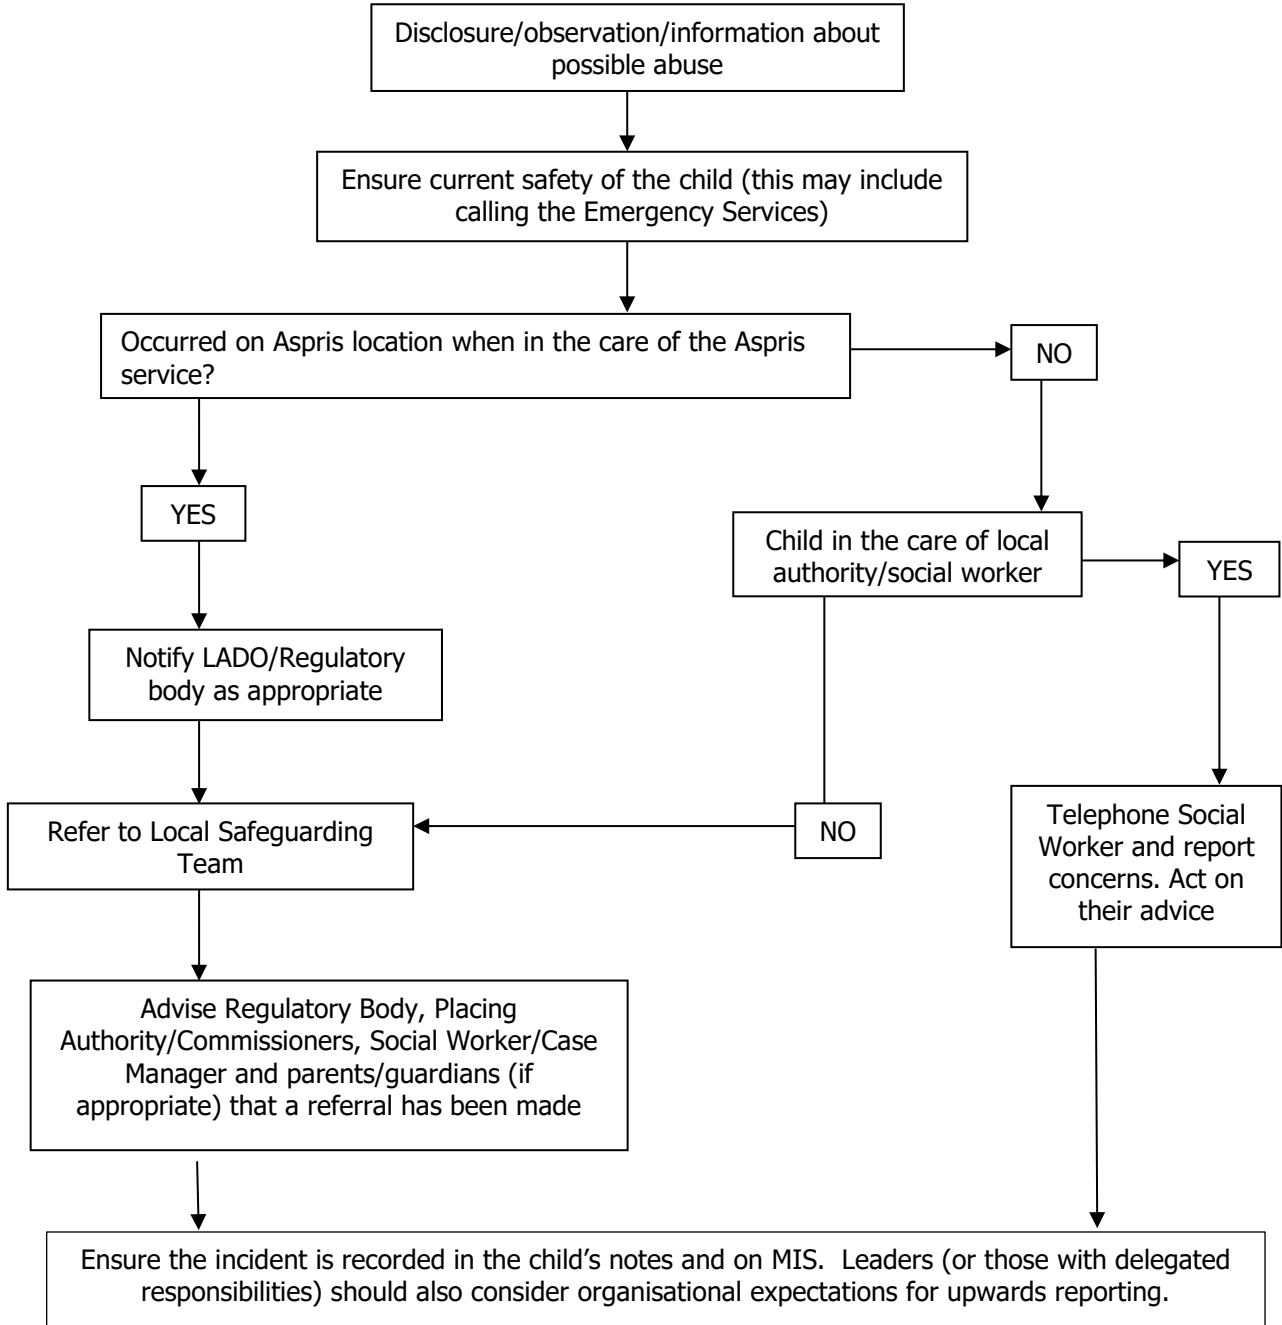 Disclosure/observation/information about
possible abuse
Ensure current safety of the child (this may include
calling the Emergency Services)
Occurred on Aspris location when in the care of the Aspris
service?
NO
YES
Child in the care of local
authority/social worker
YES
Notify LADO/Regulatory
body as appropriate
Refer to Local Safeguarding
Team
NO
Telephone Social
Worker and report
concerns. Act on
their advice
Advise Regulatory Body, Placing
Authority/Commissioners, Social Worker/Case
Manager and parents/guardians (if
appropriate) that a referral has been made
Ensure the incident is recorded in the child’s notes and on MIS.  Leaders (or those with delegated
responsibilities) should also consider organisational expectations for upwards reporting.